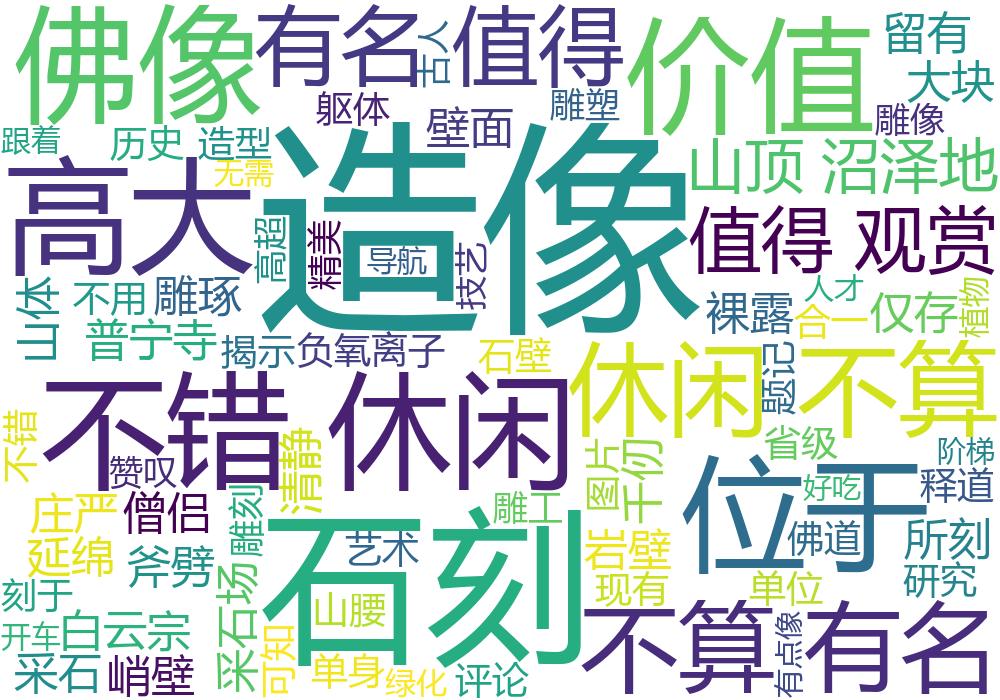 佛像
有名
古人
值得
价值
留有
大块
雕像
躯体
壁面
雕塑
跟着
历史 造型
无需
造像
山顶 沼泽地
高大
高超
精美
导航
技艺
值得 观赏
山体
不用
雕琢
普宁寺
揭示
负氧离子
石壁
裸露
人才
合一
仅存
植物
不错 休闲
休闲
题记
不算
不错
赞叹
清静
图片
千仞
省级
阶梯
好吃
释道
位于
庄严
僧侣
雕刻
雕工
石刻
艺术
岩壁
佛道
所刻
延绵
斧劈
现有
单位
研究
刻于
采石场
山腰
不算
有名
开车
白云宗
可知
有点像
采石
峭壁
单身
绿化
评论